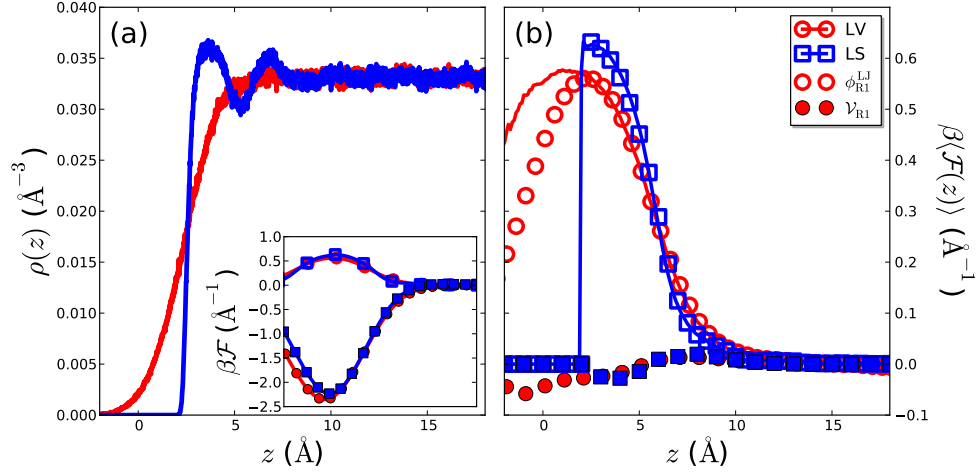 (a)
ρ(z) (Å⁻³)
0.040
0.035
0.030
0.025
0.020
0.015
0.010
0.005
0.000
0 5 10 15
z (Å)
βF (Å⁻¹)
1.0
0.5
0.0
−0.5
−1.0
−1.5
−2.0
−2.5
(b)
LV
LS
ϕ_R1^LJ
𝒱_R1
0.6
0.5
0.4
0.3
0.2
0.1
0.0
−0.1
0 5 10 15
z (Å)
β⟨F(z)⟩ (Å⁻¹)